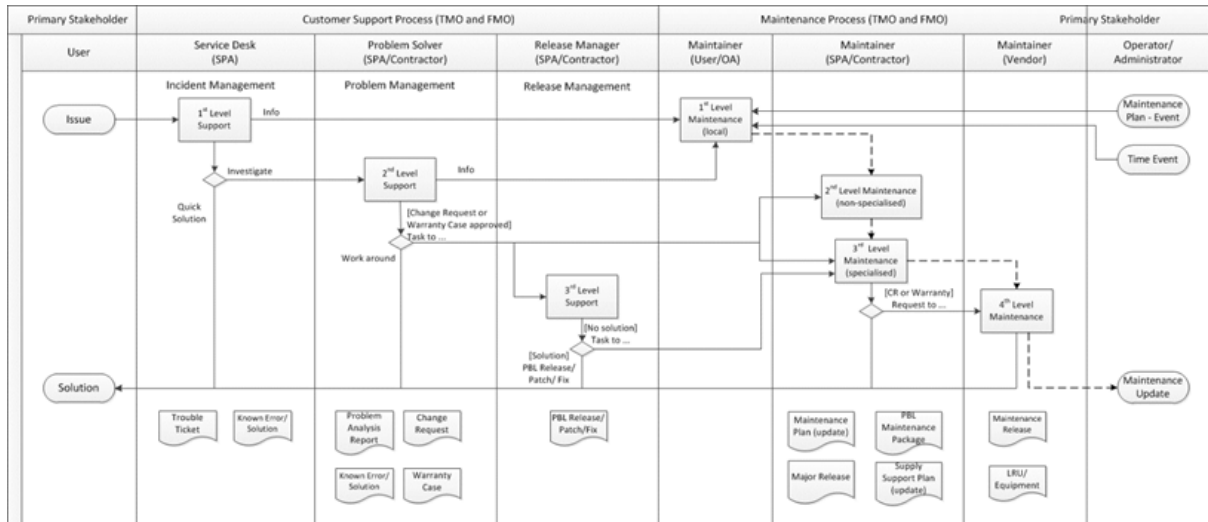 Primary Stakeholder
Customer Support Process (TMO and FMO)
Maintenance Process (TMO and FMO)
Primary Stakeholder
User
Service Desk
(SPA)
Problem Solver
(SPA/Contractor)
Release Manager
(SPA/Contractor)
Maintainer
(User/OA)
Maintainer
(SPA/Contractor)
Maintainer
(Vendor)
Operator/
Administrator
Incident Management
Problem Management
Release Management
Issue
1st Level
Support
Info
1st Level
Maintenance
(local)
Maintenance
Plan - Event
Time Event
Investigate
2nd Level
Support
Info
2nd Level Maintenance
(non-specialised)
Quick
Solution
[Change Request or
Warranty Case approved]
Task to ...
Work around
3rd Level
Maintenance
(specialised)
3rd Level
Support
[CR or Warranty]
Request to ...
4th Level
Maintenance
[No solution]
Task to ...
[Solution]
PBL Release/
Patch/ Fix
Solution
Maintenance
Update
Trouble
Ticket
Known Error/
Solution
Problem
Analysis
Report
Change
Request
PBL Release/
Patch/Fix
Maintenance
Plan (update)
PBL
Maintenance
Package
Maintenance
Release
Known Error/
Solution
Warranty
Case
Major Release
Supply
Support Plan
(update)
LRU/
Equipment